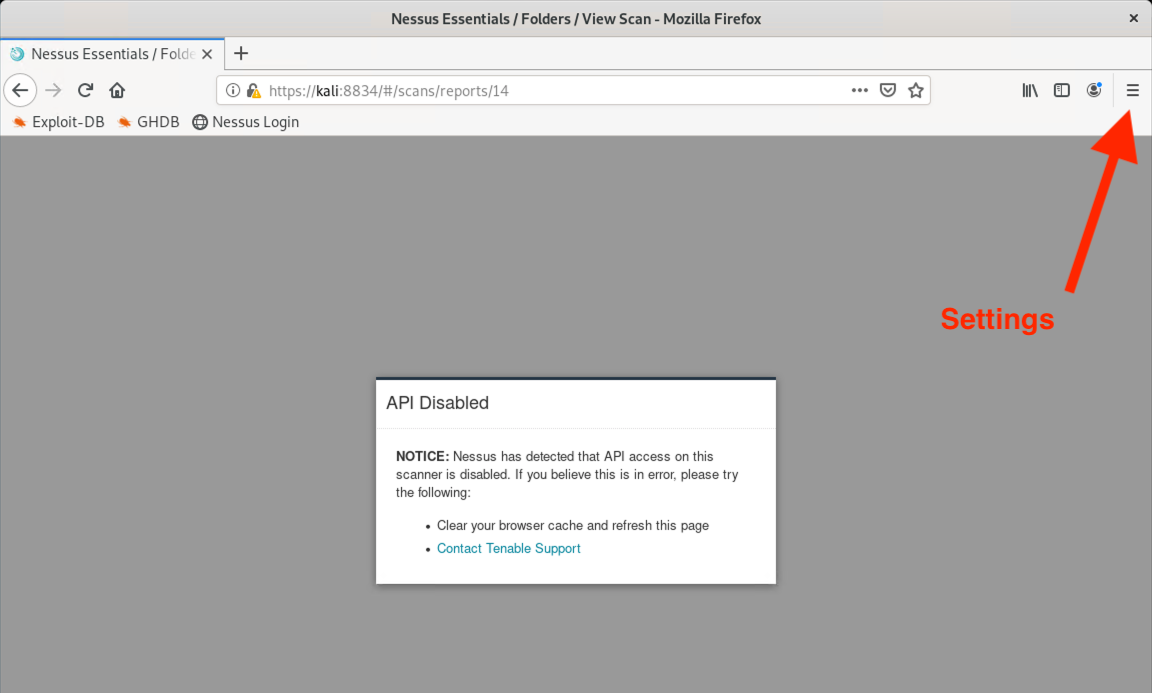 Nessus Essentials / Folders / View Scan - Mozilla Firefox
Nessus Essentials / Folde
https://kali:8834/#/scans/reports/14
Exploit-DB GHDB Nessus Login
Settings
API Disabled
NOTICE: Nessus has detected that API access on this
scanner is disabled. If you believe this is in error, please try
the following:
• Clear your browser cache and refresh this page
• Contact Tenable Support